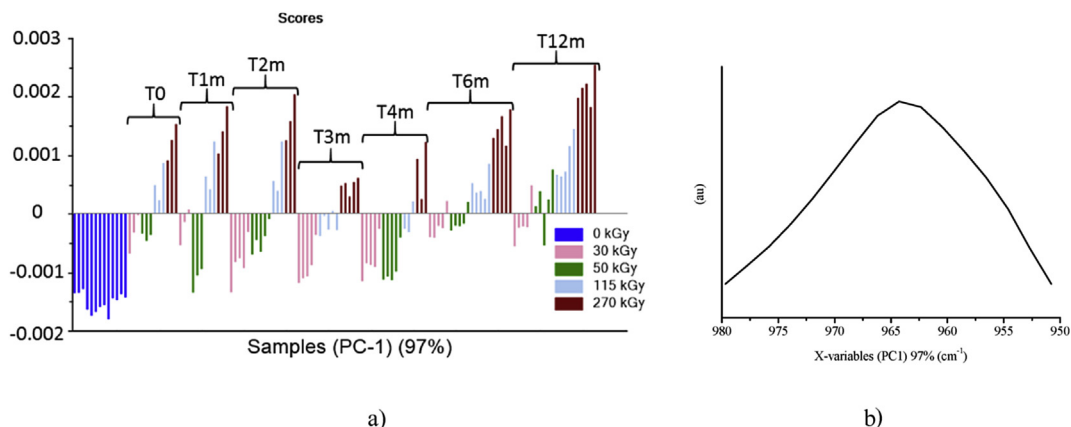 Scores
0.003
0.002
0.001
0
-0.001
-0.002
T0
T1m
T2m
T3m
T4m
T6m
T12m
0 kGy
30 kGy
50 kGy
115 kGy
270 kGy
Samples (PC-1) (97%)
a)
(au)
980 975 970 965 960 955 950
X-variables (PC1) 97% (cm⁻¹)
b)